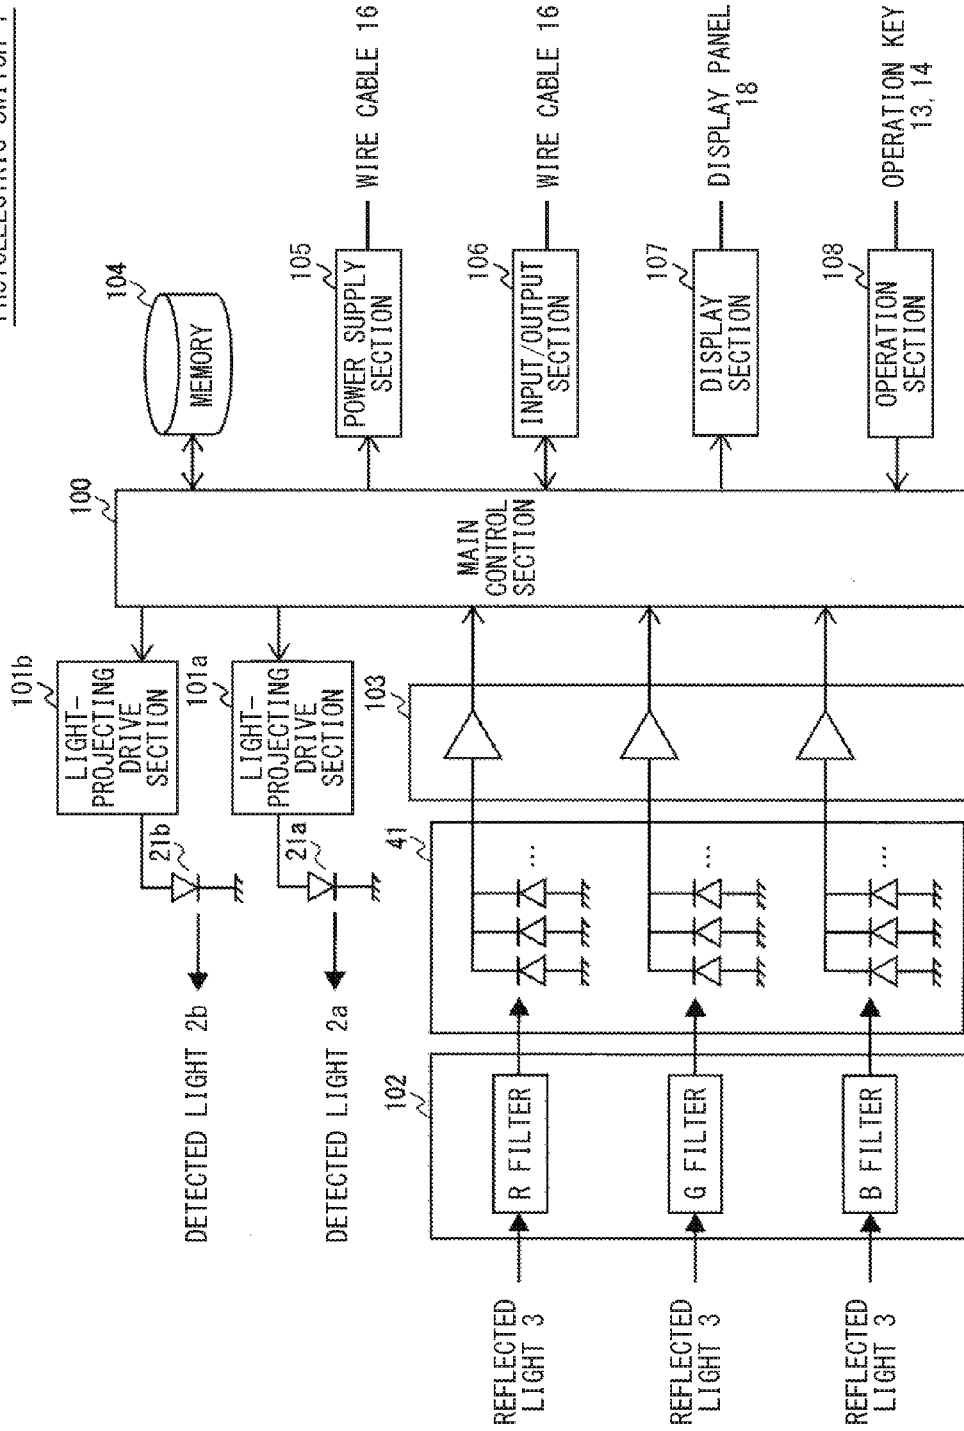 101b
LIGHT-
PROJECTING
DRIVE
SECTION
21b
DETECTED LIGHT 2b
101a
LIGHT-
PROJECTING
DRIVE
SECTION
21a
DETECTED LIGHT 2a
100
MAIN
CONTROL
SECTION
104
MEMORY
105
POWER SUPPLY
SECTION
WIRE CABLE 16
106
INPUT/OUTPUT
SECTION
WIRE CABLE 16
107
DISPLAY
SECTION
DISPLAY PANEL
18
108
OPERATION
SECTION
OPERATION KEY
13, 14
103
41
...
...
...
102
R FILTER
G FILTER
B FILTER
REFLECTED
LIGHT 3
REFLECTED
LIGHT 3
REFLECTED
LIGHT 3